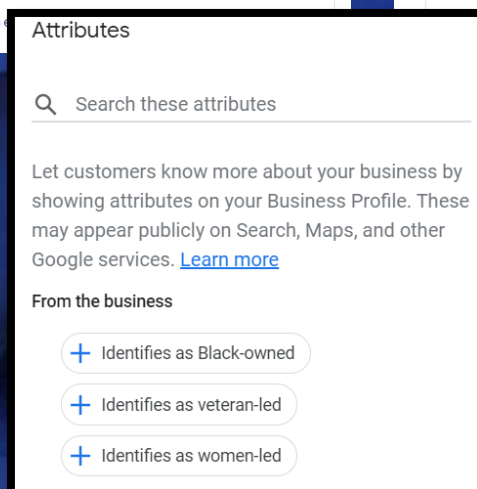 Attributes
Search these attributes
Let customers know more about your business by
showing attributes on your Business Profile. These
may appear publicly on Search, Maps, and other
Google services. Learn more
From the business
Identifies as Black-owned
Identifies as veteran-led
Identifies as women-led